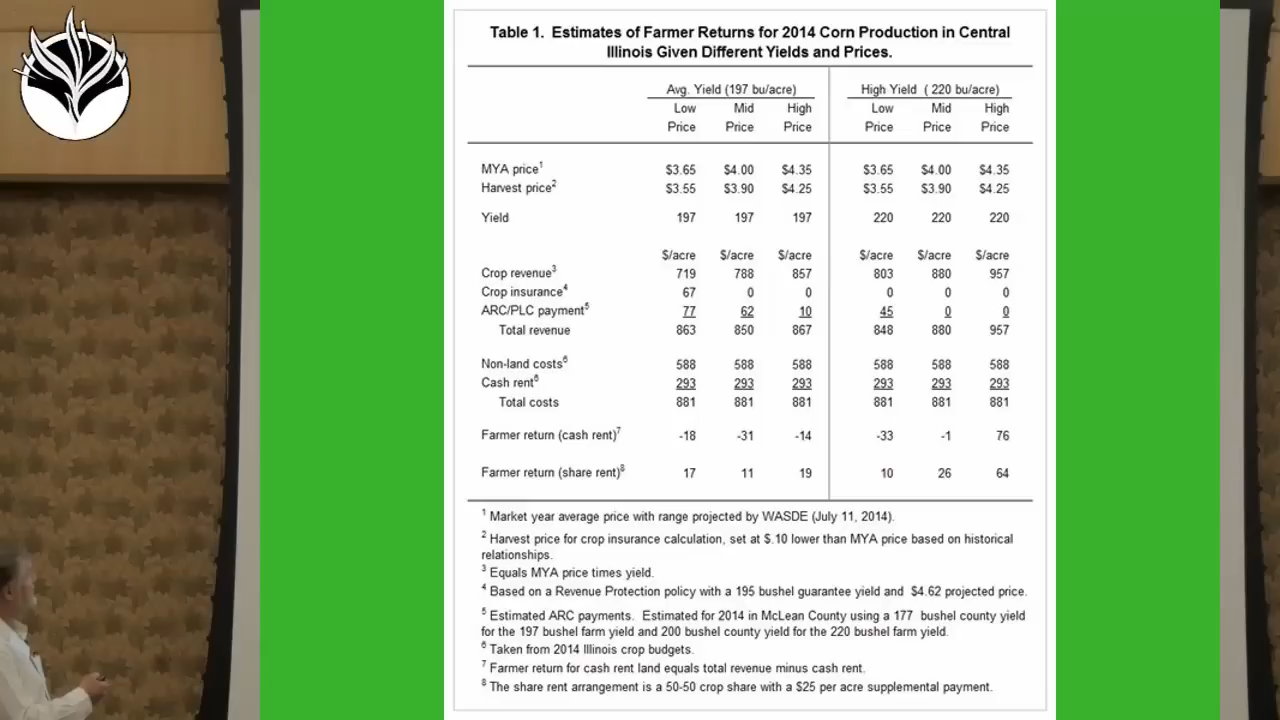 Table 1. Estimates of Farmer Returns for 2014 Corn Production in Central
Illinois Given Different Yields and Prices.
Avg. Yield (197 bu/acre) High Yield ( 220 bu/acre)
Low Mid High Low Mid High
Price Price Price Price Price Price
MYA price¹ $3.65 $4.00 $4.35 $3.65 $4.00 $4.35
Harvest price² $3.55 $3.90 $4.25 $3.55 $3.90 $4.25
Yield 197 197 197 220 220 220
$/acre $/acre $/acre $/acre $/acre $/acre
Crop revenue³ 719 788 857 803 880 957
Crop insurance⁴ 67 0 0 0 0 0
ARC/PLC payment⁵ 77 62 10 45 0 0
Total revenue 863 850 867 848 880 957
Non-land costs⁶ 588 588 588 588 588 588
Cash rent⁶ 293 293 293 293 293 293
Total costs 881 881 881 881 881 881
Farmer return (cash rent)⁷ -18 -31 -14 -33 -1 76
Farmer return (share rent)⁸ 17 11 19 10 26 64
¹ Market year average price with range projected by WASDE (July 11, 2014).
² Harvest price for crop insurance calculation, set at $.10 lower than MYA price based on historical
relationships.
³ Equals MYA price times yield.
⁴ Based on a Revenue Protection policy with a 195 bushel guarantee yield and $4.62 projected price.
⁵ Estimated ARC payments. Estimated for 2014 in McLean County using a 177 bushel county yield
for the 197 bushel farm yield and 200 bushel county yield for the 220 bushel farm yield.
⁶ Taken from 2014 Illinois crop budgets.
⁷ Farmer return for cash rent land equals total revenue minus cash rent.
⁸ The share rent arrangement is a 50-50 crop share with a $25 per acre supplemental payment.